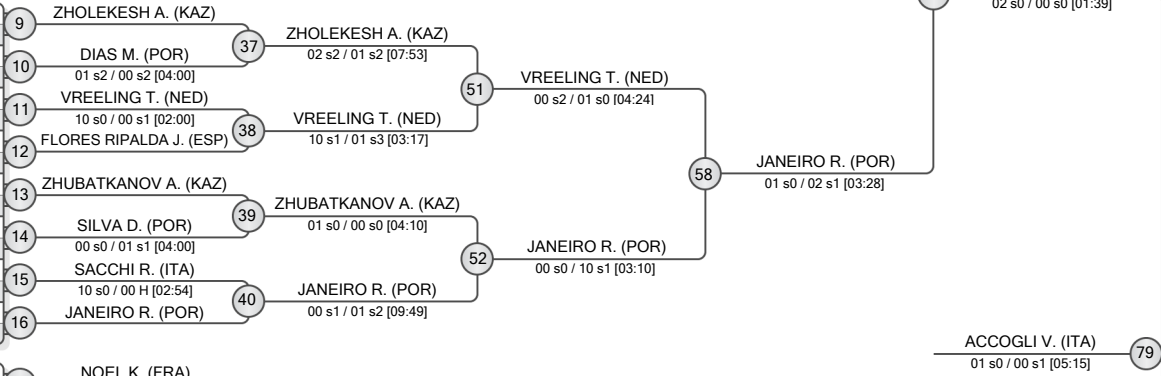 02 s0 / 00 s0 [01:39]
9
ZHOLEKESH A. (KAZ)
37
ZHOLEKESH A. (KAZ)
02 s2 / 01 s2 [07:53]
10
DIAS M. (POR)
01 s2 / 00 s2 [04:00]
51
VREELING T. (NED)
00 s2 / 01 s0 [04:24]
11
VREELING T. (NED)
10 s0 / 00 s1 [02:00]
38
VREELING T. (NED)
10 s1 / 01 s3 [03:17]
12
FLORES RIPALDA J. (ESP)
58
JANEIRO R. (POR)
01 s0 / 02 s1 [03:28]
13
ZHUBATKANOV A. (KAZ)
39
ZHUBATKANOV A. (KAZ)
01 s0 / 00 s0 [04:10]
14
SILVA D. (POR)
00 s0 / 01 s1 [04:00]
52
JANEIRO R. (POR)
00 s0 / 10 s1 [03:10]
15
SACCHI R. (ITA)
10 s0 / 00 H [02:54]
40
JANEIRO R. (POR)
00 s1 / 01 s2 [09:49]
16
JANEIRO R. (POR)
ACCOGLI V. (ITA)
01 s0 / 00 s1 [05:15]
79
NOEL K. (FRA)